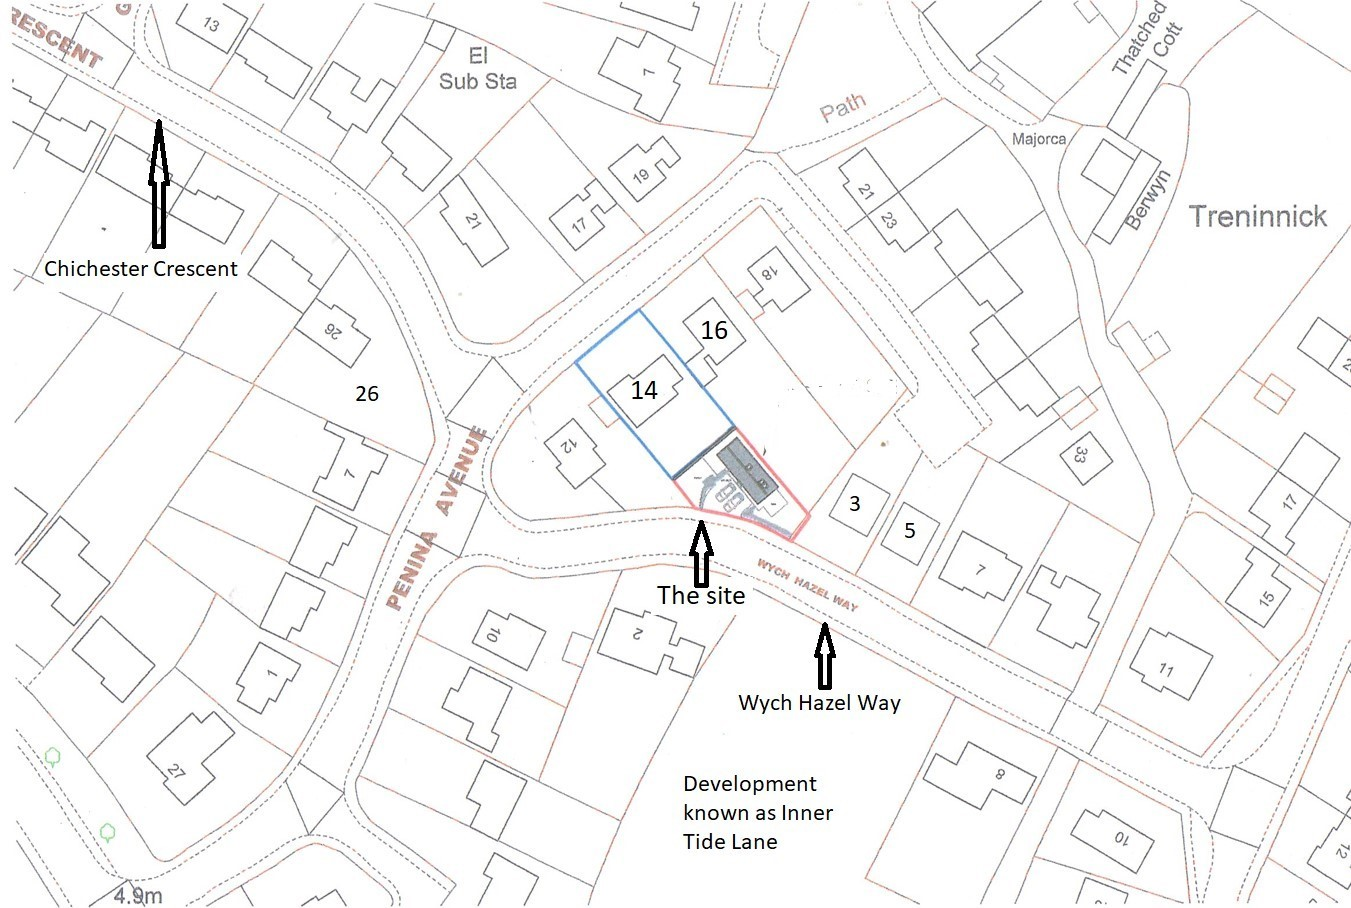 RESCENT
G
13
El
Sub Sta
1
Path
Thatched
Cott
Majorca
Berwyn
Treninnick
21
17
19
21
23
Chichester Crescent
26
26
18
16
14
12
7
PENINA AVENUE
33
3
5
7
17
15
11
The site
WYCH HAZEL WAY
Wych Hazel Way
10
2
1
27
8
10
12
Development
known as Inner
Tide Lane
4.9m